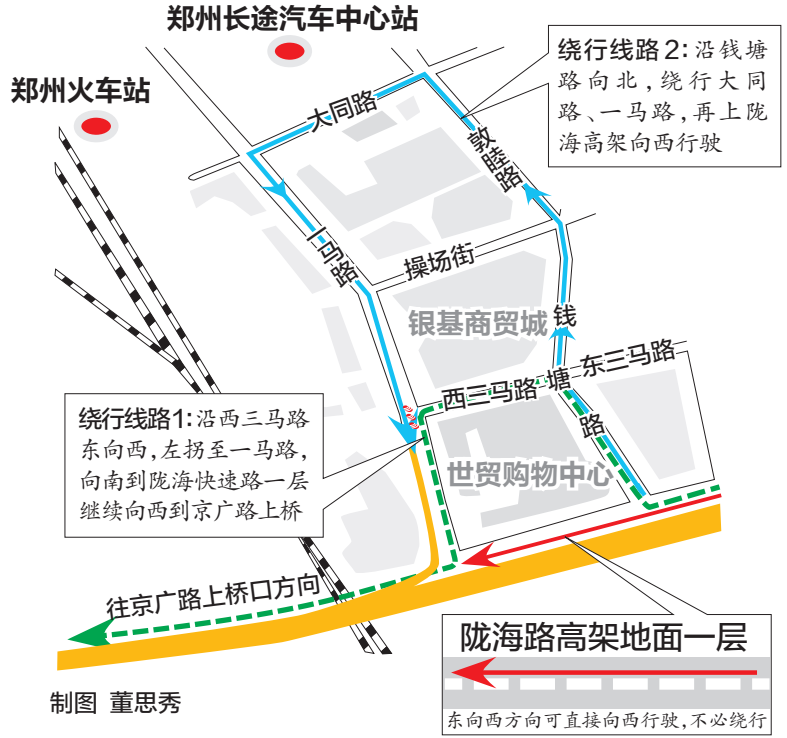 郑州长途汽车中心站
郑州火车站
绕行线路2：沿钱塘
路向北，绕行大同
路、一马路，再上陇
海高架向西行驶
大同路
敦睦路
一马路
操场街
银基商贸城
钱塘路
东三马路
西三马路
绕行线路1：沿西三马路
东向西，左拐至一马路，
向南到陇海快速路一层
继续向西到京广路上桥
世贸购物中心
往京广路上桥口方向
陇海路高架地面一层
东向西方向可直接向西行驶，不必绕行
制图 董思秀